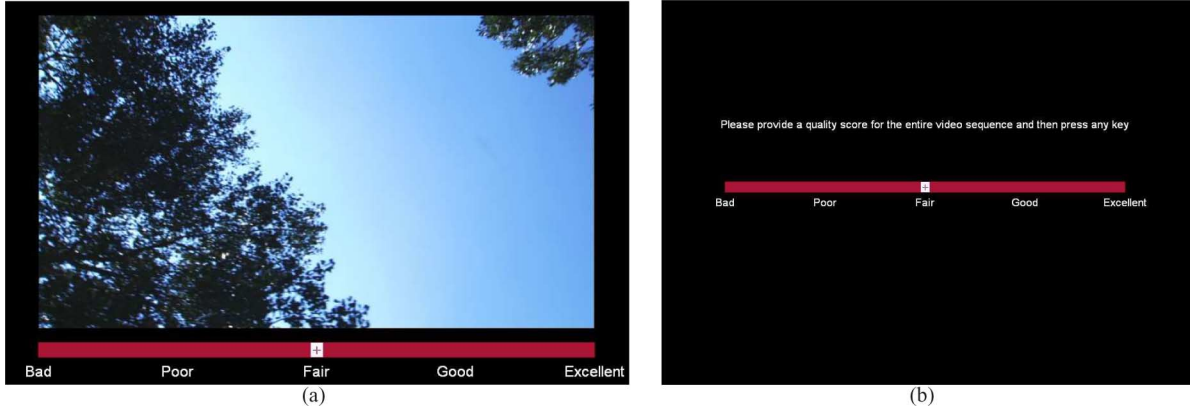 Bad Poor Fair Good Excellent
(a)
Please provide a quality score for the entire video sequence and then press any key
Bad Poor Fair Good Excellent
(b)